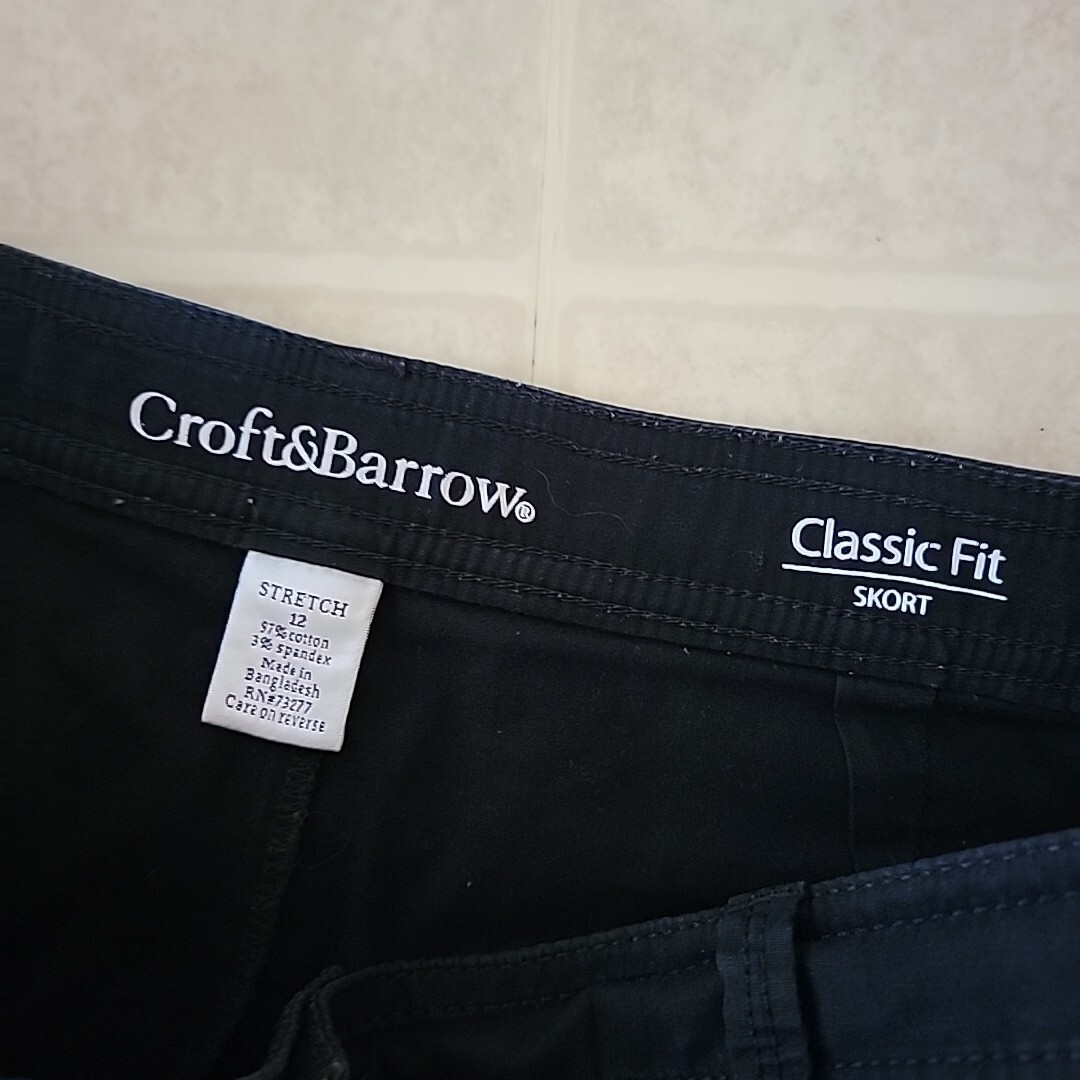 Croft&Barrow®
Classic Fit
SKORT
STRETCH
12
97% cotton
3% spandex
Made in
Bangladesh
RN#73277
Care on reverse